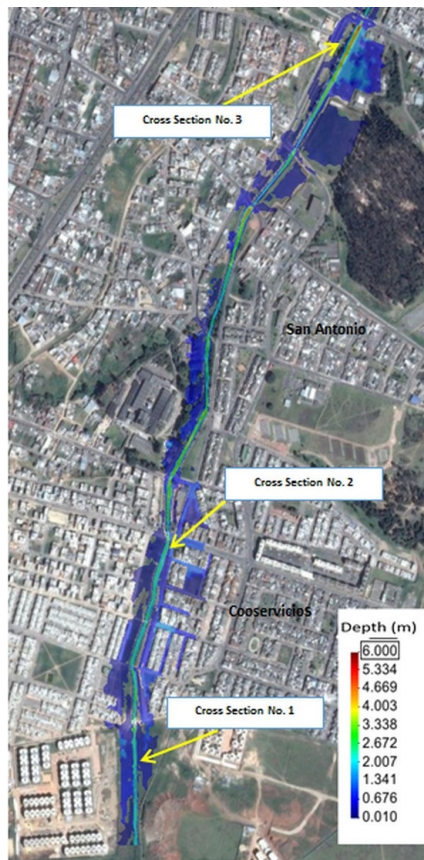 Cross Section No. 3
San Antonio
Cross Section No. 2
Cooservicios
Depth (m)
6.000
5.334
4.669
4.003
3.338
2.672
2.007
1.341
0.676
0.010
Cross Section No. 1